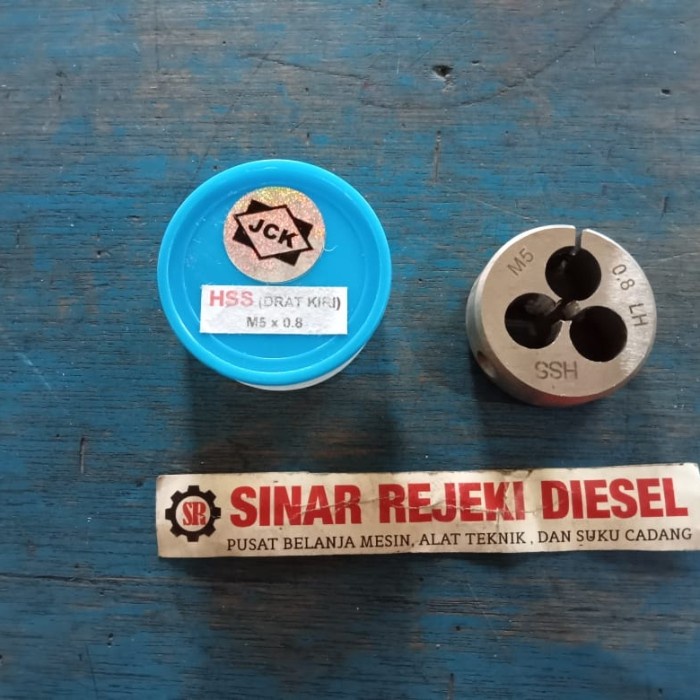 JCK
HSS (DRAT KIRI)
M5 x 0.8
M5
0.8 LH
HSS
SR
SINAR REJEKI DIESEL
PUSAT BELANJA MESIN, ALAT TEKNIK , DAN SUKU CADANG